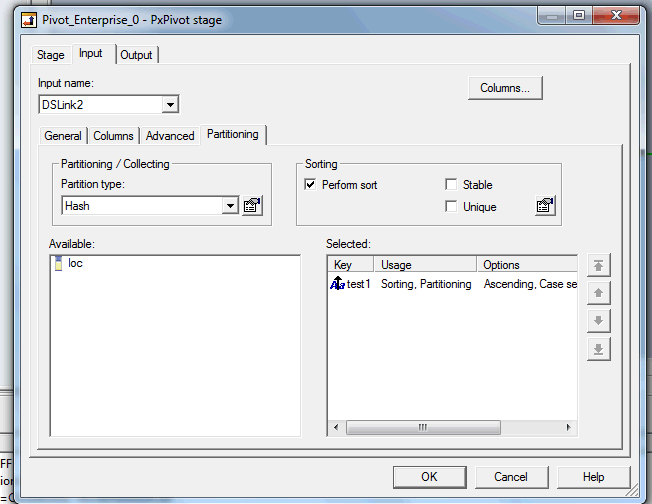 Pivot_Enterprise_0 - PxPivot stage
Stage Input Output
Input name:
DSLink2
Columns...
General Columns Advanced Partitioning
Partitioning / Collecting
Partition type:
Hash
Sorting
Perform sort
Stable
Unique
Available:
loc
Selected:
Key Usage Options
test1 Sorting, Partitioning Ascending, Case se
OK Cancel Help
FF
ion